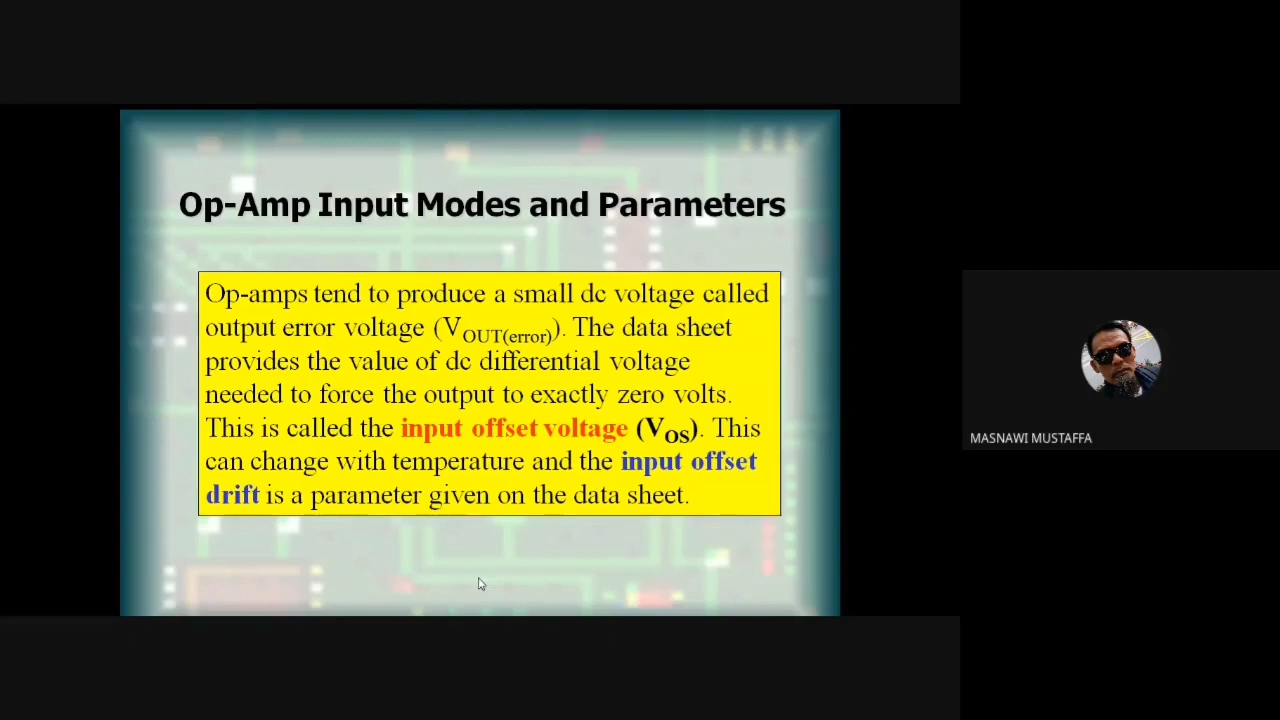 Op-Amp Input Modes and Parameters
Op-amps tend to produce a small dc voltage called
output error voltage (VOUT(error)). The data sheet
provides the value of dc differential voltage
needed to force the output to exactly zero volts.
This is called the input offset voltage (VOS). This
can change with temperature and the input offset
drift is a parameter given on the data sheet.
MASNAWI MUSTAFFA